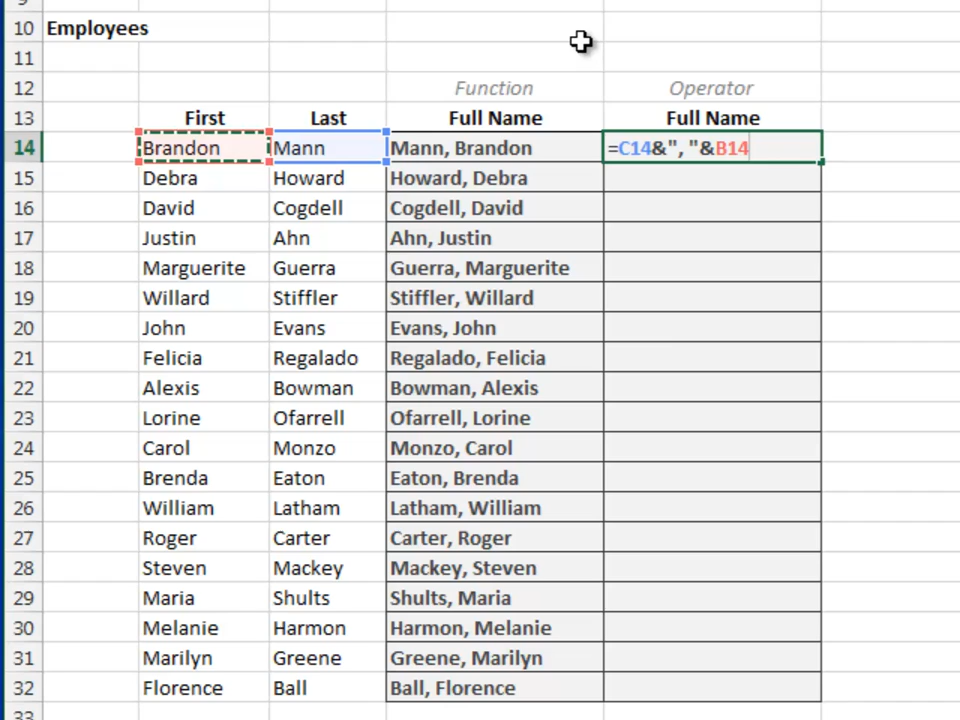 10 Employees
11
12 Function Operator
13 First Last Full Name Full Name
14 Brandon Mann Mann, Brandon =C14&", "&B14
15 Debra Howard Howard, Debra
16 David Cogdell Cogdell, David
17 Justin Ahn Ahn, Justin
18 Marguerite Guerra Guerra, Marguerite
19 Willard Stiffler Stiffler, Willard
20 John Evans Evans, John
21 Felicia Regalado Regalado, Felicia
22 Alexis Bowman Bowman, Alexis
23 Lorine Ofarrell Ofarrell, Lorine
24 Carol Monzo Monzo, Carol
25 Brenda Eaton Eaton, Brenda
26 William Latham Latham, William
27 Roger Carter Carter, Roger
28 Steven Mackey Mackey, Steven
29 Maria Shults Shults, Maria
30 Melanie Harmon Harmon, Melanie
31 Marilyn Greene Greene, Marilyn
32 Florence Ball Ball, Florence
33